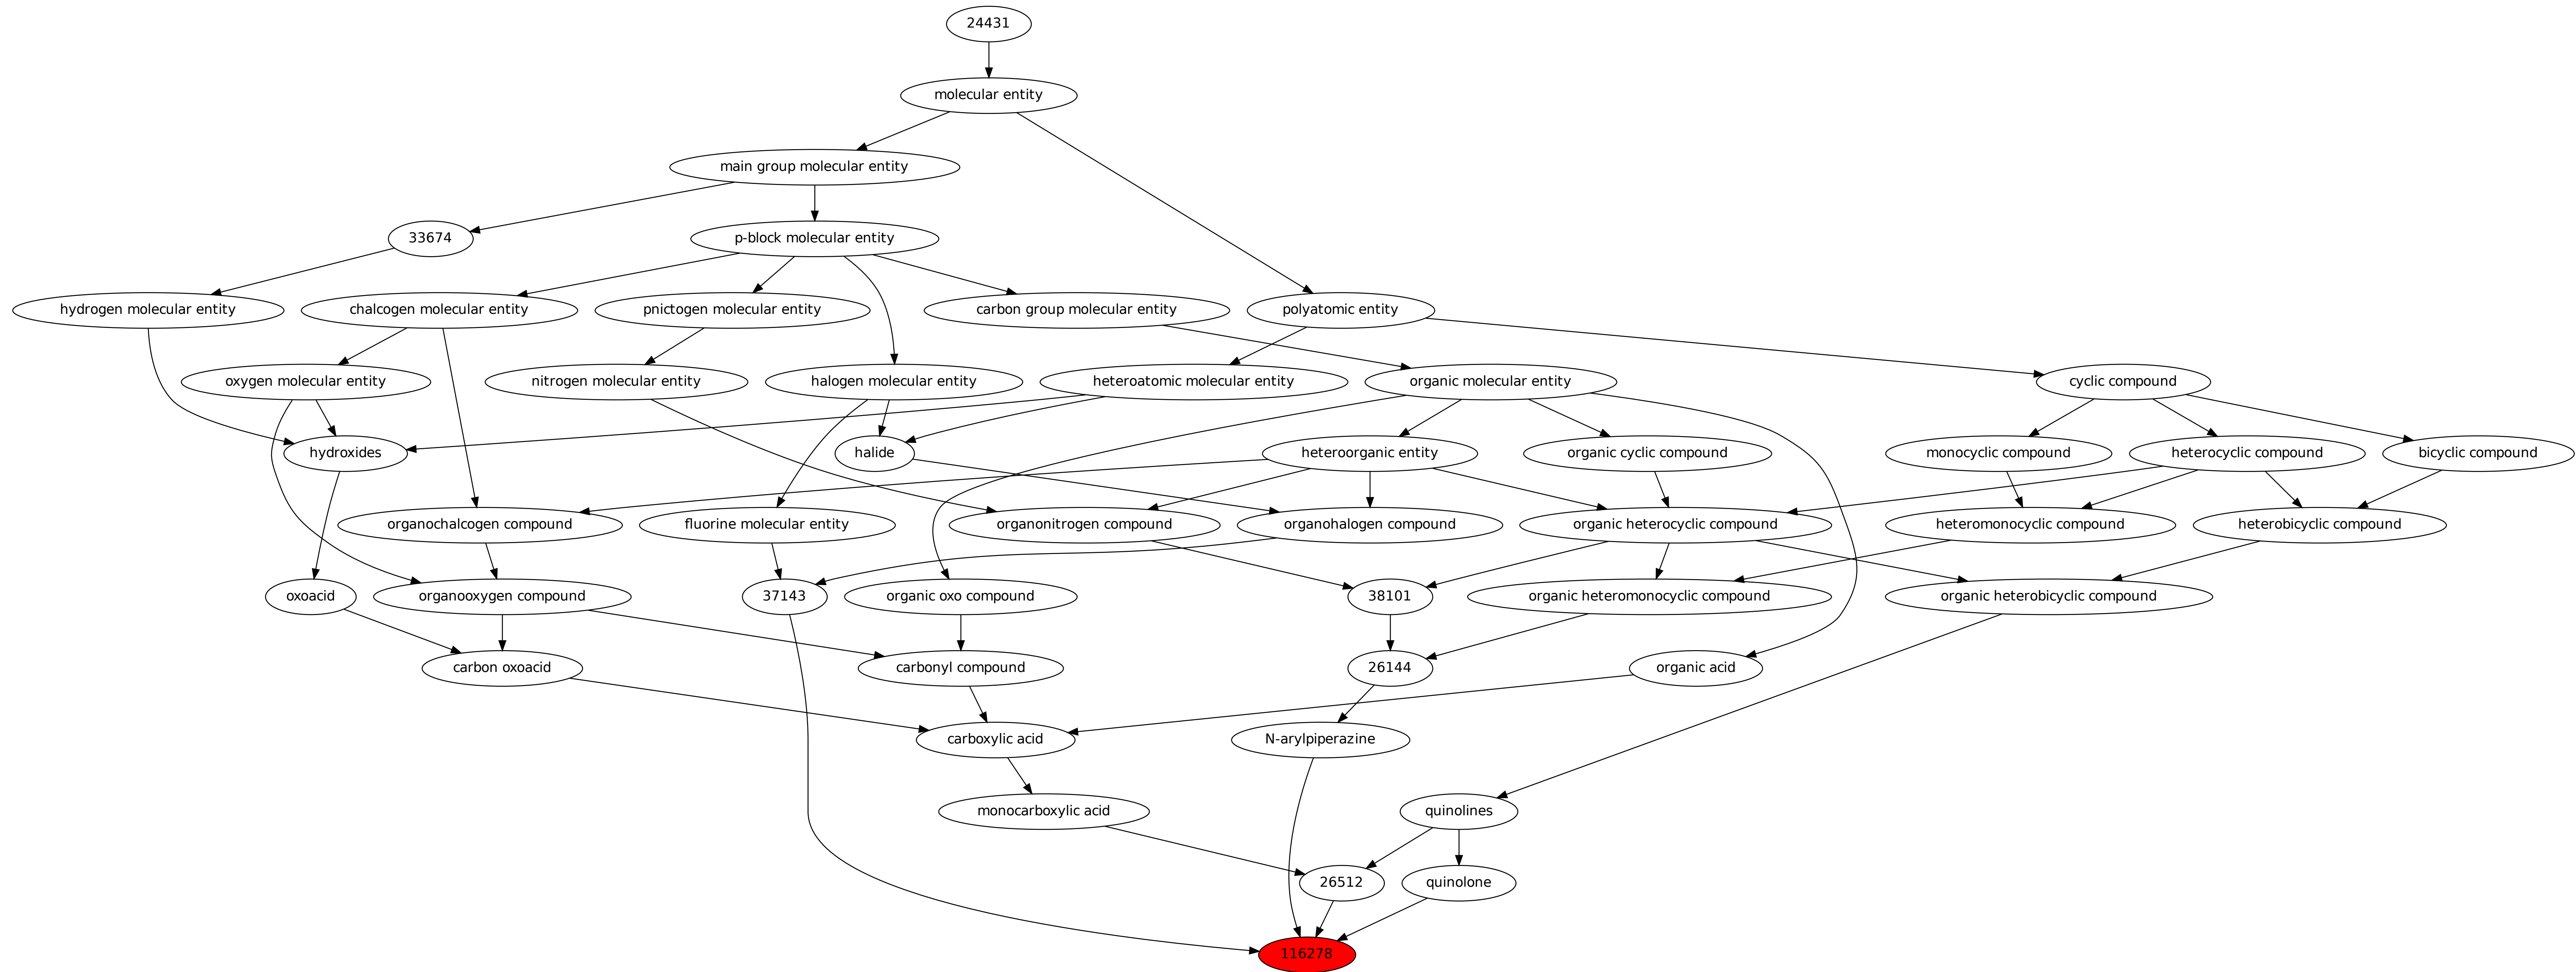 24431
molecular entity
main group molecular entity
33674
p-block molecular entity
hydrogen molecular entity
chalcogen molecular entity
pnictogen molecular entity
carbon group molecular entity
polyatomic entity
oxygen molecular entity
nitrogen molecular entity
halogen molecular entity
heteroatomic molecular entity
organic molecular entity
cyclic compound
hydroxides
halide
heteroorganic entity
organic cyclic compound
monocyclic compound
heterocyclic compound
bicyclic compound
organochalcogen compound
fluorine molecular entity
organonitrogen compound
organohalogen compound
organic heterocyclic compound
heteromonocyclic compound
heterobicyclic compound
oxoacid
organooxygen compound
37143
organic oxo compound
38101
organic heteromonocyclic compound
organic heterobicyclic compound
carbon oxoacid
carbonyl compound
26144
organic acid
carboxylic acid
N-arylpiperazine
monocarboxylic acid
quinolines
26512
quinolone
116278